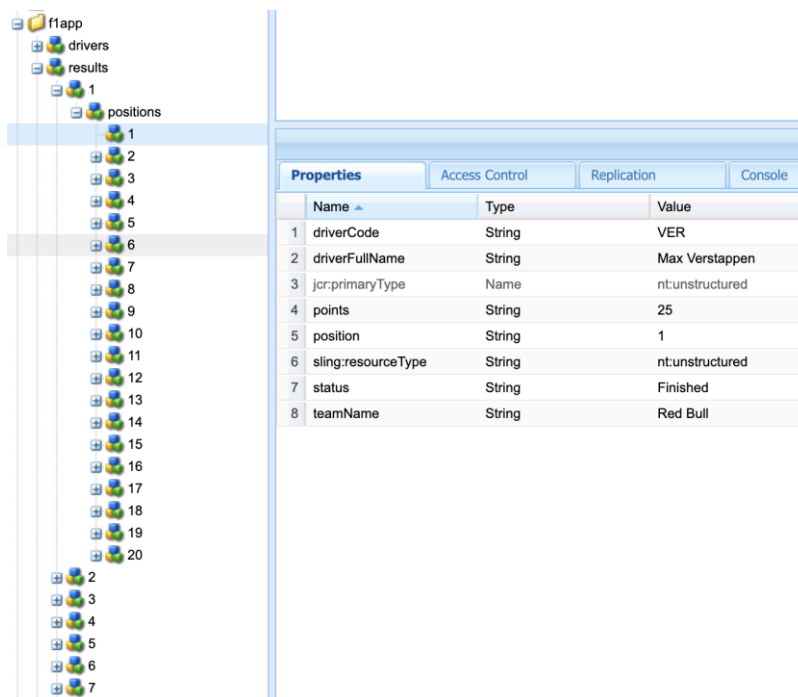 f1app
drivers
results
1
positions
1
2
3
4
5
6
7
8
9
10
11
12
13
14
15
16
17
18
19
20
2
3
4
5
6
7
Properties Access Control Replication Console
Name Type Value
1 driverCode String VER
2 driverFullName String Max Verstappen
3 jcr:primaryType Name nt:unstructured
4 points String 25
5 position String 1
6 sling:resourceType String nt:unstructured
7 status String Finished
8 teamName String Red Bull